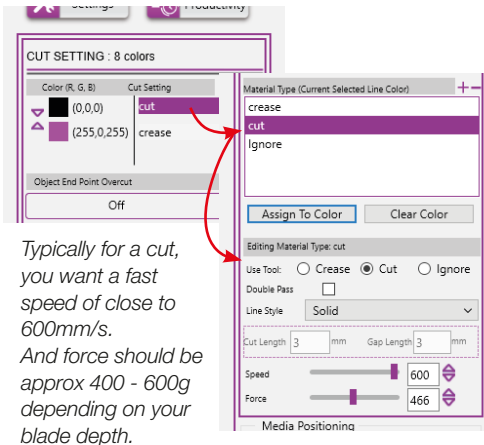 Settings
Productivity
CUT SETTING : 8 colors
Color (R, G, B) Cut Setting
(0,0,0) cut
(255,0,255) crease
Object End Point Overcut
Off
Material Type (Current Selected Line Color) + -
crease
cut
Ignore
Assign To Color Clear Color
Editing Material Type: cut
Use Tool: Crease Cut Ignore
Double Pass
Line Style Solid
Cut Length 3 mm Gap Length 3 mm
Speed 600
Force 466
Media Positioning
Typically for a cut,
you want a fast
speed of close to
600mm/s.
And force should be
approx 400 - 600g
depending on your
blade depth.